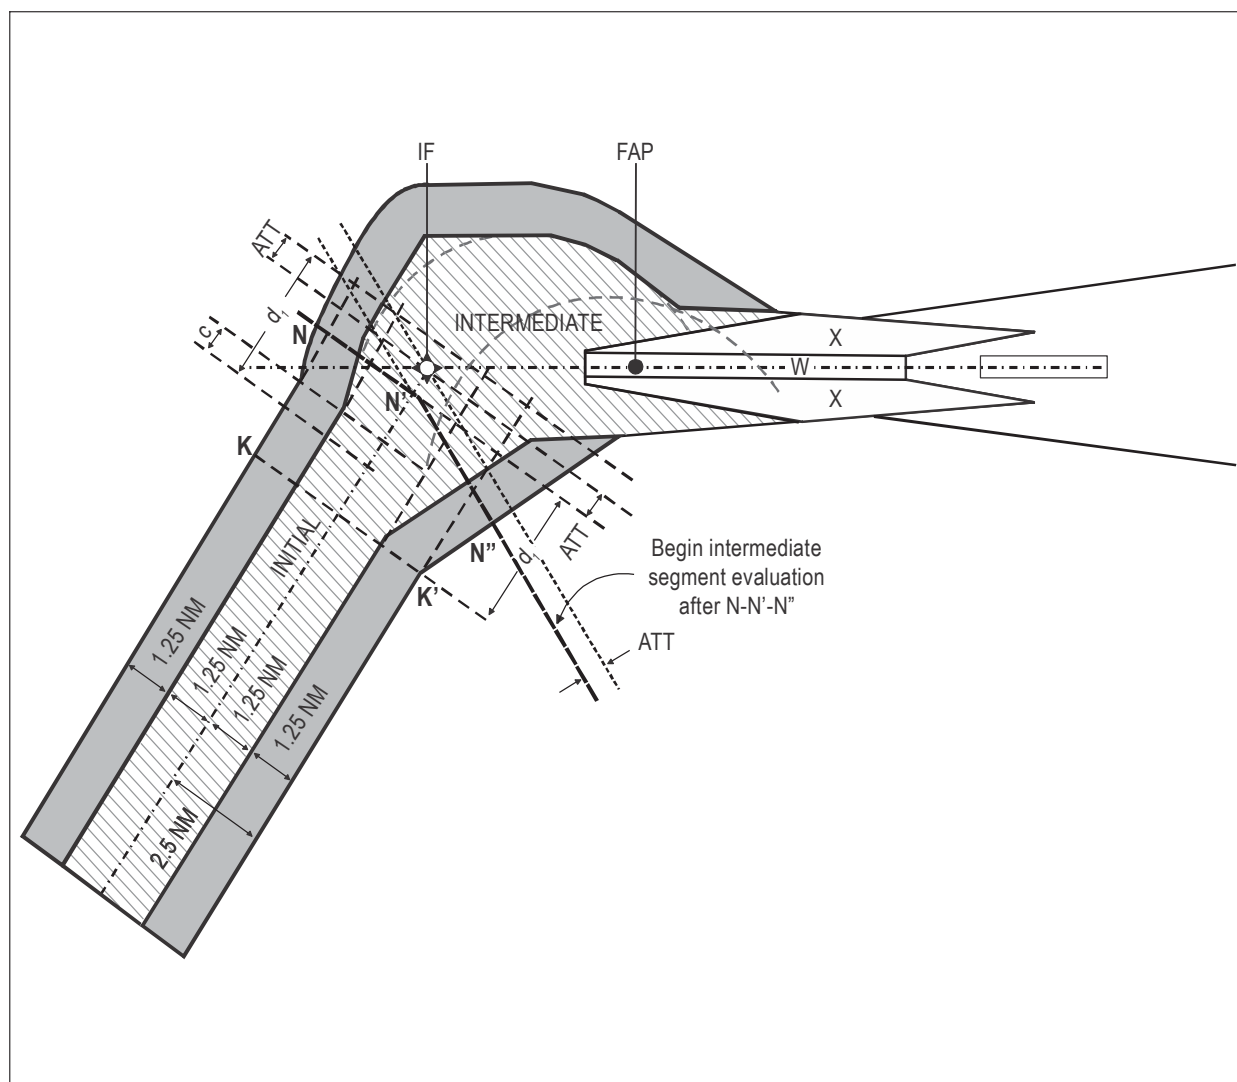 IF
FAP
ATT
d1
c
N
INTERMEDIATE
X
W
X
N'
K
INITIAL
N”
d1
ATT
K’
Begin intermediate
segment evaluation
after N-N’-N”
ATT
1.25 NM
1.25 NM
1.25 NM
1.25 NM
2.5 NM